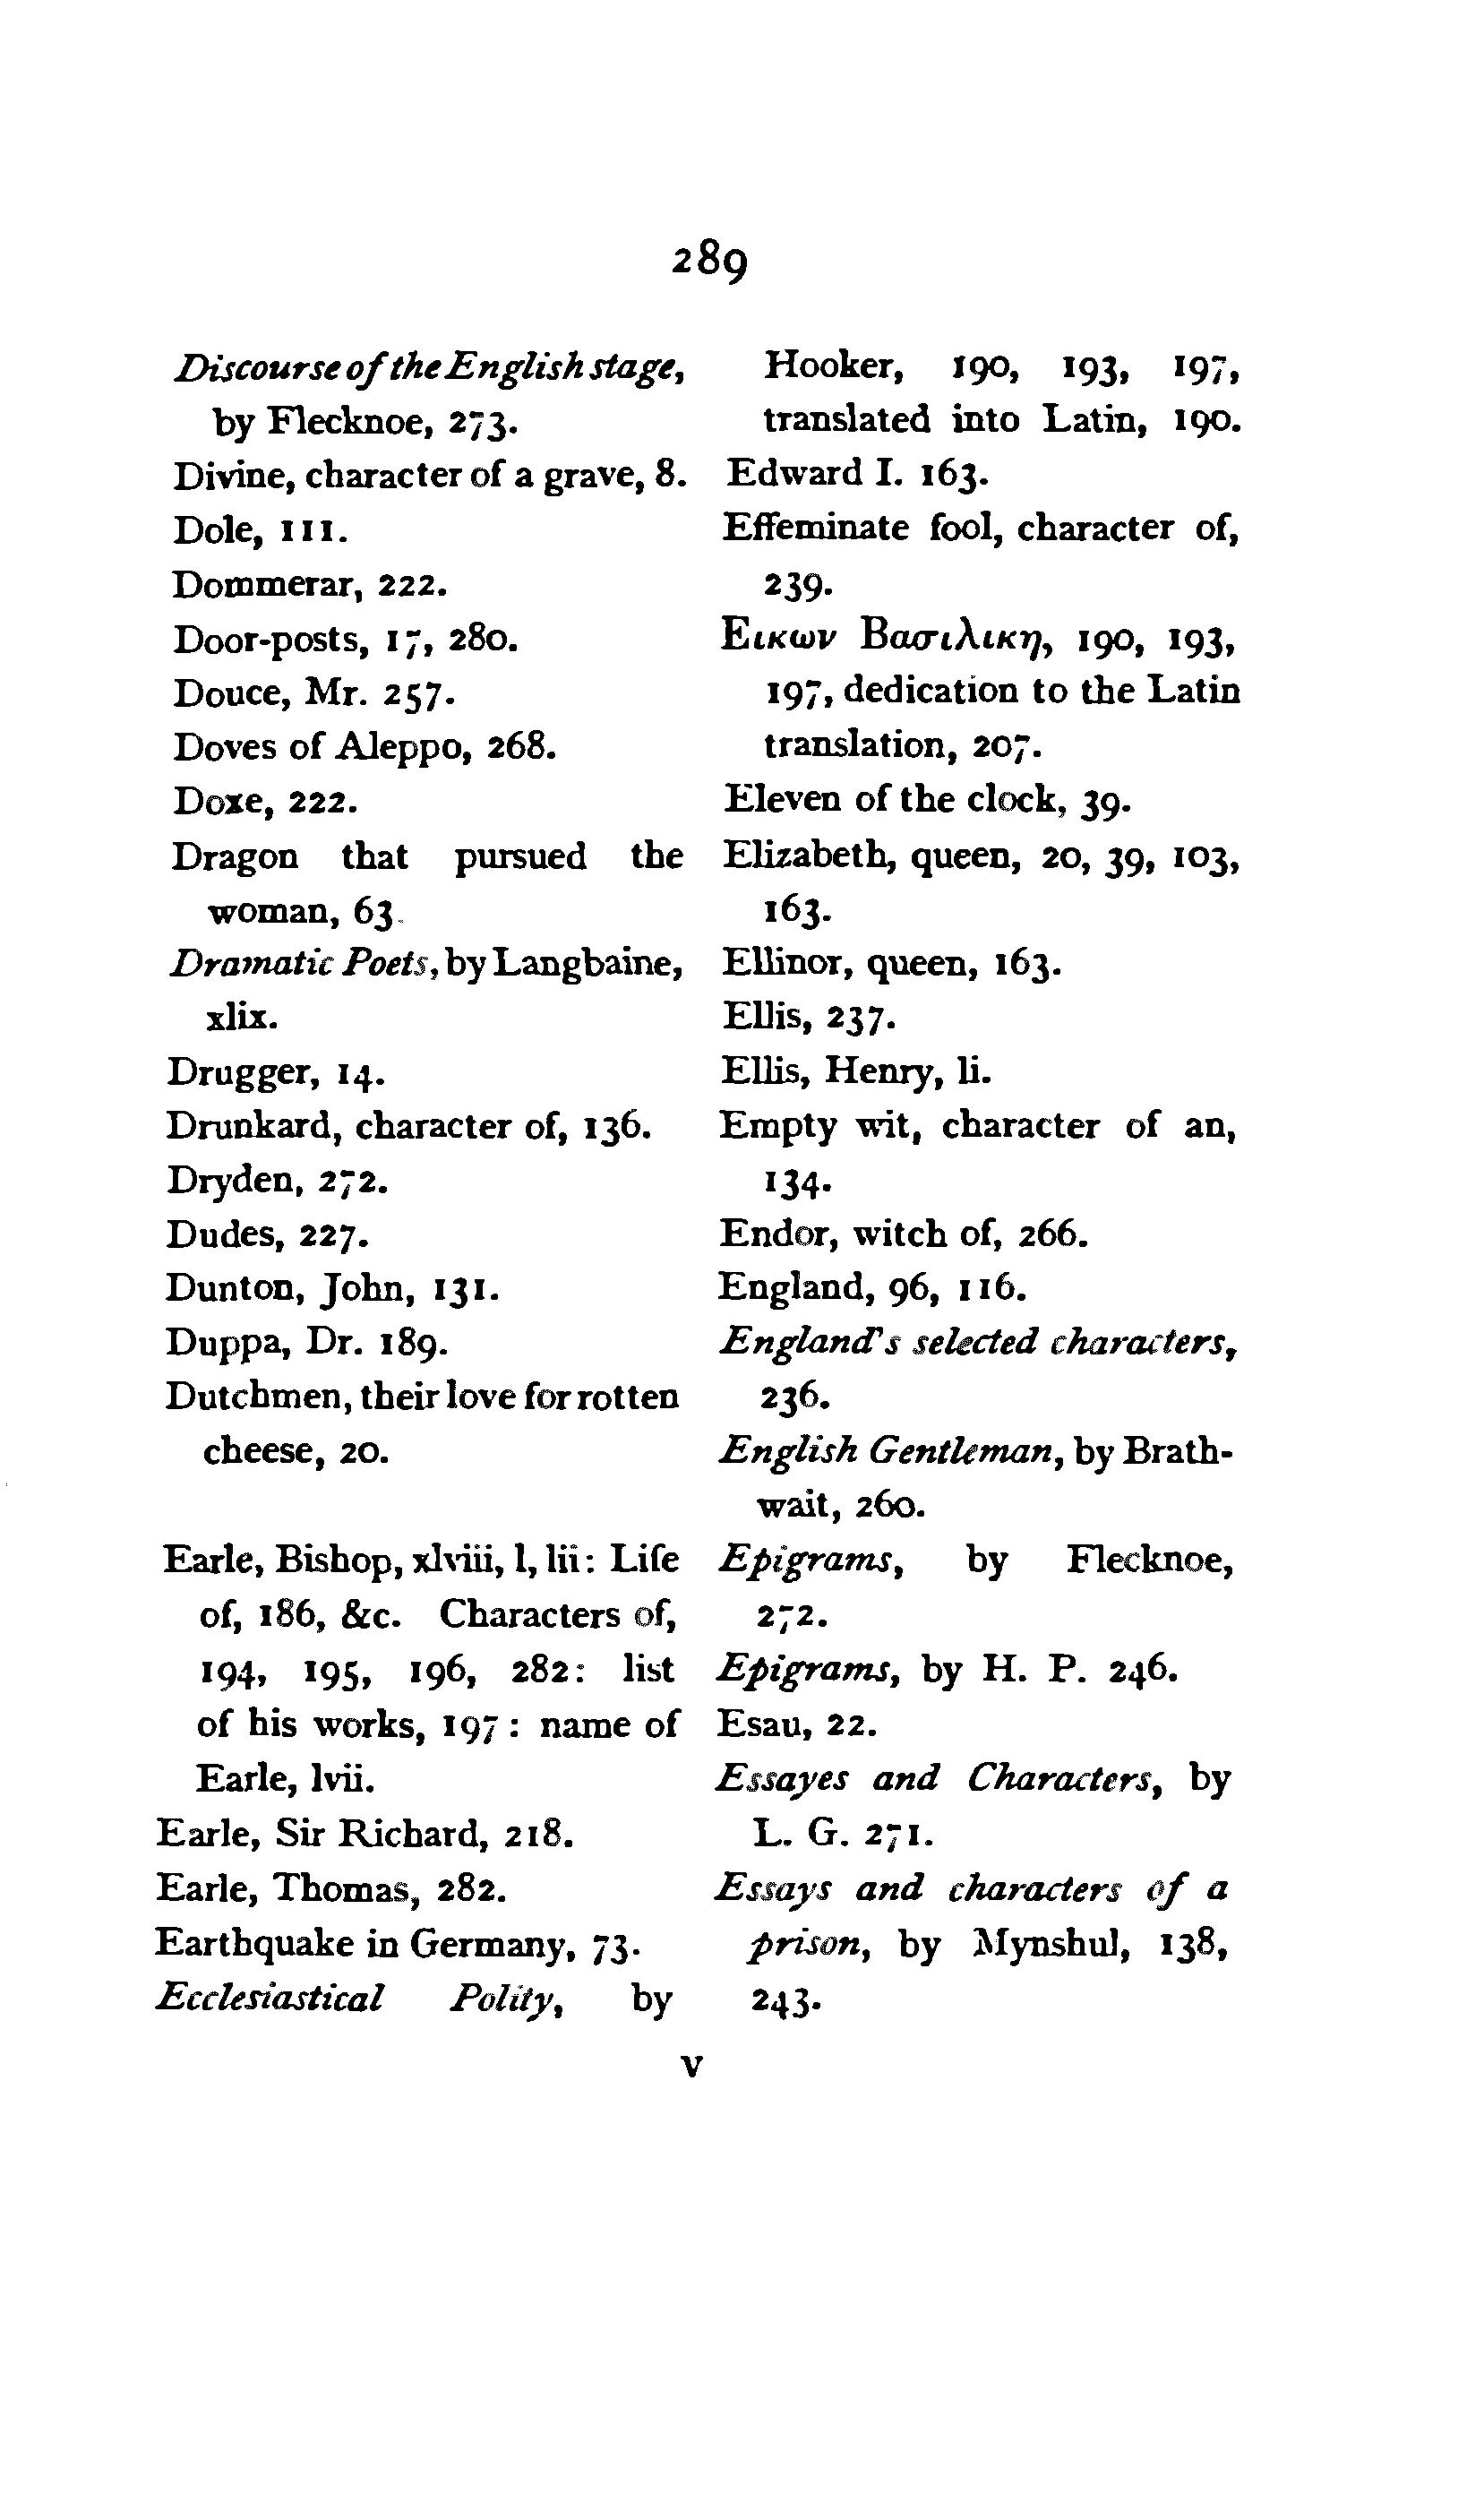 289
Discourse of the English stage,
by Flecknoe, 273.
Divine, character of a grave, 8.
Dole, 111.
Dommerar, 222.
Door-posts, 17, 280.
Douce, Mr. 257.
Doves of Aleppo, 268.
Doxe, 222.
Dragon that pursued the
woman, 63.
Dramatic Poets, by Langbaine,
xlix.
Drugger, 14.
Drunkard, character of, 136.
Dryden, 272.
Dudes, 227.
Dunton, John, 131.
Duppa, Dr. 189.
Dutchmen, their love for rotten
cheese, 20.
Earle, Bishop, xlviii, l, lii: Life
of, 186, &c. Characters of,
194, 195, 196, 282: list
of his works, 197: name of
Earle, lvii.
Earle, Sir Richard, 218.
Earle, Thomas, 282.
Earthquake in Germany, 73.
Ecclesiastical Polity, by
Hooker, 190, 193, 197,
translated into Latin, 190.
Edward I. 163.
Effeminate fool, character of,
239.
Εικων Βασιλικη, 190, 193,
197, dedication to the Latin
translation, 207.
Eleven of the clock, 39.
Elizabeth, queen, 20, 39, 103,
163.
Ellinor, queen, 163.
Ellis, 237.
Ellis, Henry, li.
Empty wit, character of an,
134.
Endor, witch of, 266.
England, 96, 116.
England's selected characters,
236.
English Gentleman, by Brath-
wait, 260.
Epigrams, by Flecknoe,
272.
Epigrams, by H. P. 246.
Esau, 22.
Essayes and Characters, by
L. G. 271.
Essays and characters of a
prison, by Mynshul, 138,
243.
v